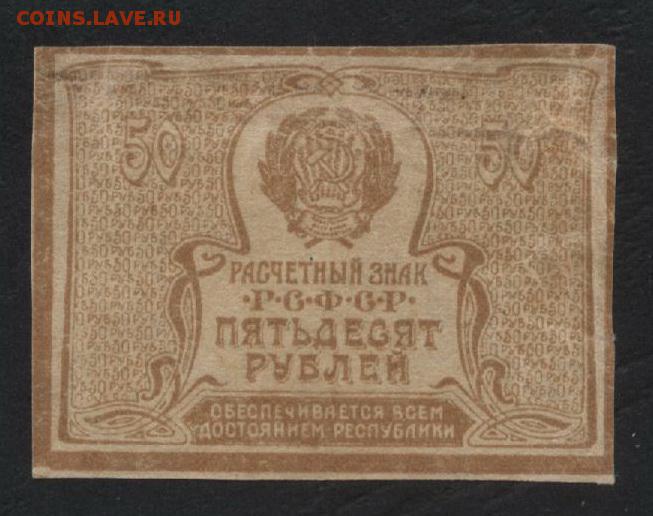 COINS.LAVE.RU
50 50
РАСЧЕТНЫЙ ЗНАК
·Р·С·Ф·С·Р·
ПЯТЬДЕСЯТ
РУБЛЕЙ
ОБЕСПЕЧИВАЕТСЯ ВСЕМ
ДОСТОЯНИЕМ РЕСПУБЛИКИ